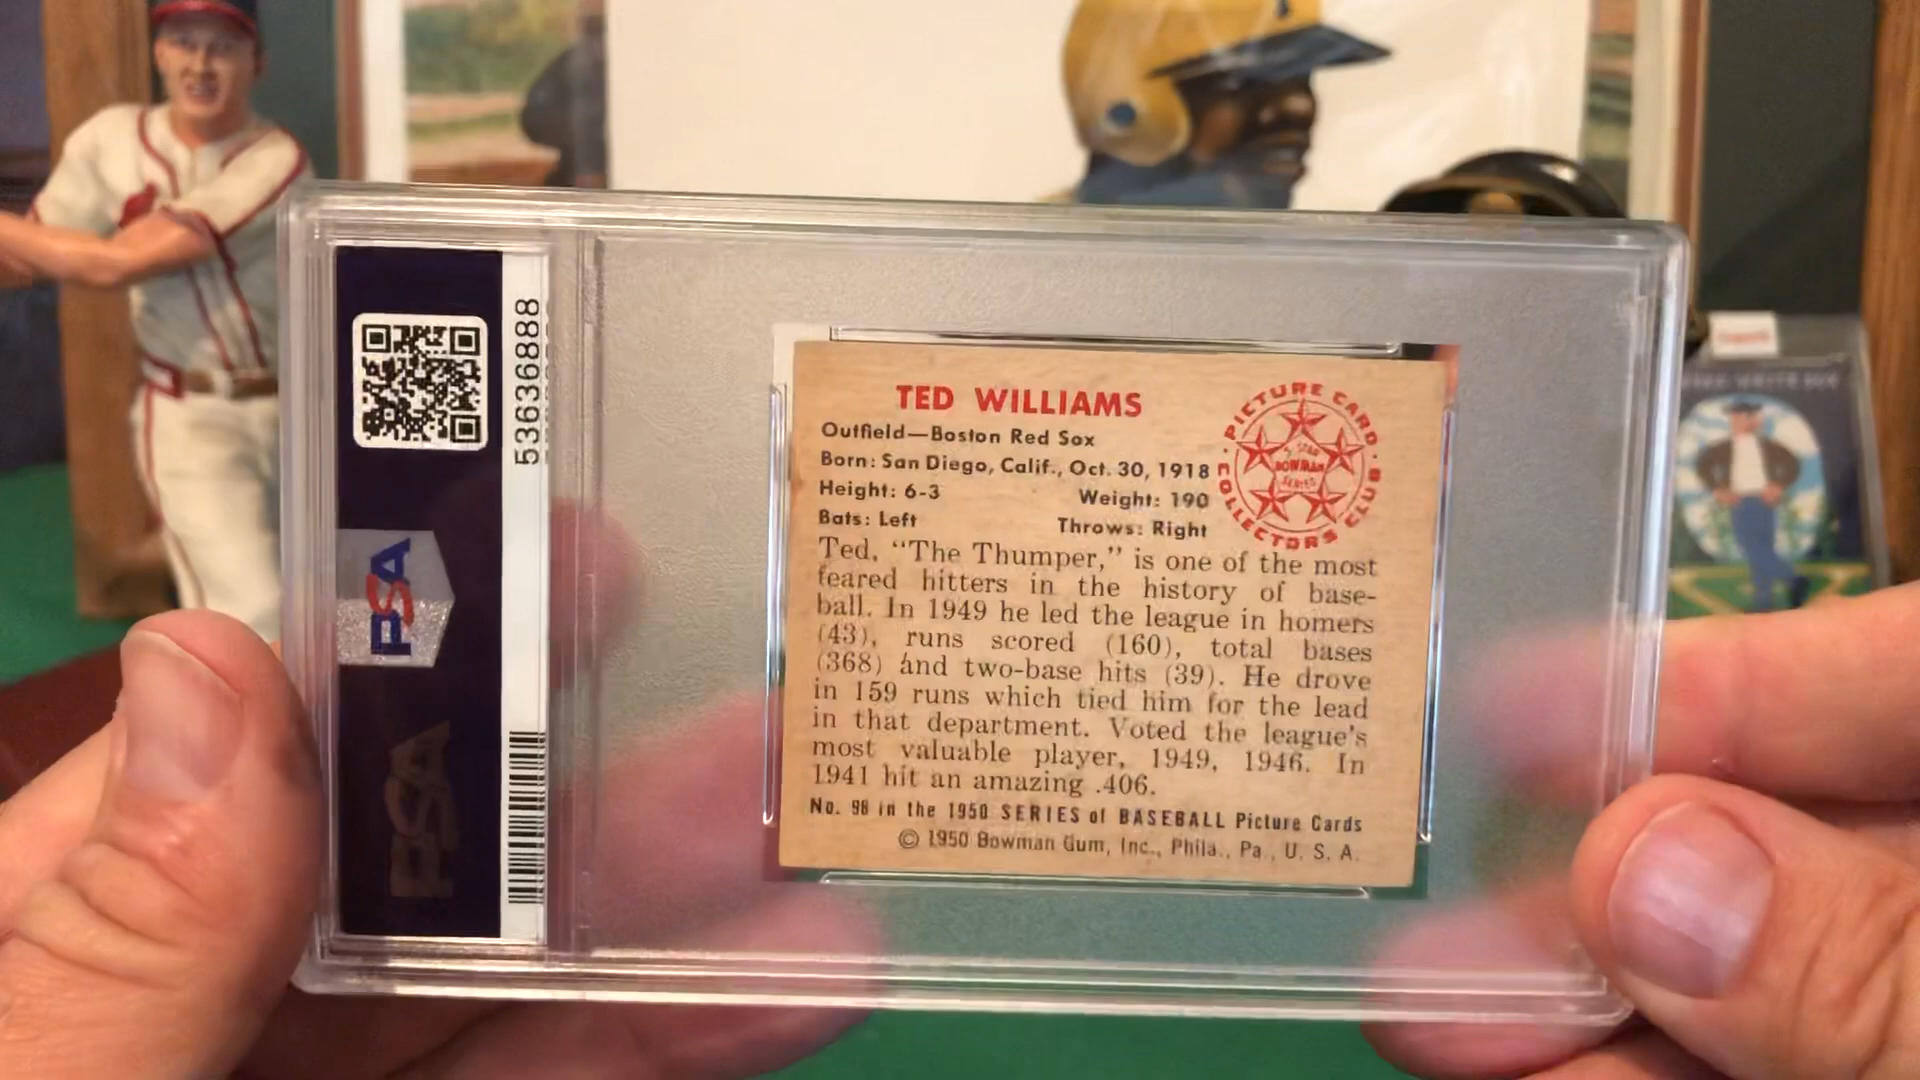 53636888
PSA
PSA
TED WILLIAMS
Outfield—Boston Red Sox
Born: San Diego, Calif., Oct. 30, 1918
Height: 6-3 Weight: 190
Bats: Left Throws: Right
PICTURE CARD COLLECTORS CLUB
5 STAR
BOWMAN
SERIES
Ted, “The Thumper,” is one of the most
feared hitters in the history of base-
ball. In 1949 he led the league in homers
(43), runs scored (160), total bases
(368) and two-base hits (39). He drove
in 159 runs which tied him for the lead
in that department. Voted the league's
most valuable player, 1949, 1946. In
1941 hit an amazing .406.
No. 98 in the 1950 SERIES of BASEBALL Picture Cards
© 1950 Bowman Gum, Inc., Phila., Pa., U. S. A.